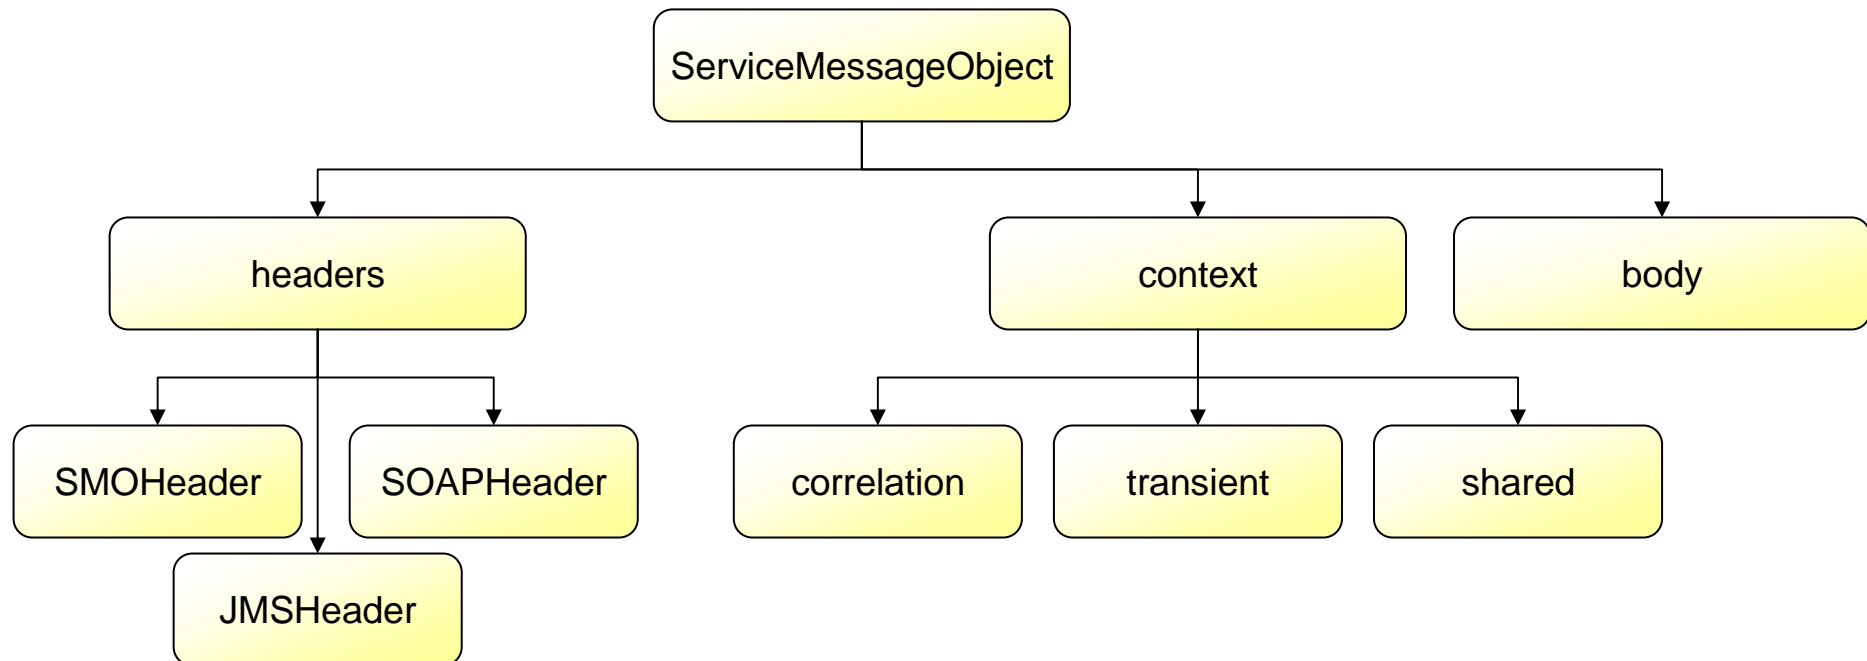 ServiceMessageObject
headers
context
body
SMOHeader
SOAPHeader
correlation
transient
shared
JMSHeader